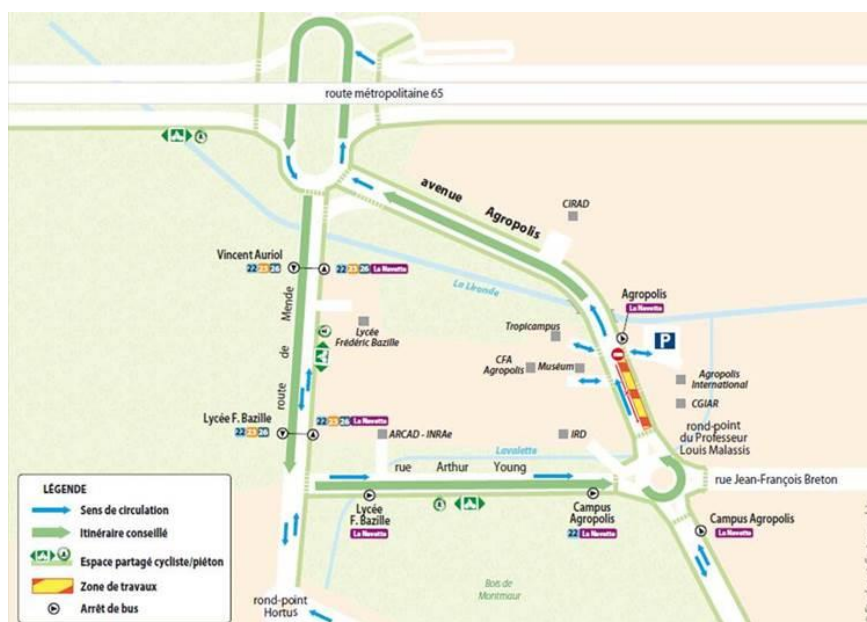 route métropolitaine 65
avenue Agropolis
CIRAD
Vincent Auriol
22 23 26
22 23 26 La Navette
La Lironde
Agropolis
La Navette
P
Tropicampus
Lycée
Frédéric Bazille
CFA
Agropolis
Muséum
Agropolis
International
CGIAR
route de Mende
Lycée F. Bazille
22 23 26
22 23 26 La Navette
ARCAD - INRAe
IRD
rond-point
du Professeur
Louis Malassis
Lavalette
rue Arthur Young
rue Jean-François Breton
Lycée
F. Bazille
La Navette
Campus
Agropolis
22 La Navette
Campus Agropolis
La Navette
Bois de
Montmaur
rond-point
Hortus
LÉGENDE
Sens de circulation
Itinéraire conseillé
Espace partagé cycliste/piéton
Zone de travaux
Arrêt de bus